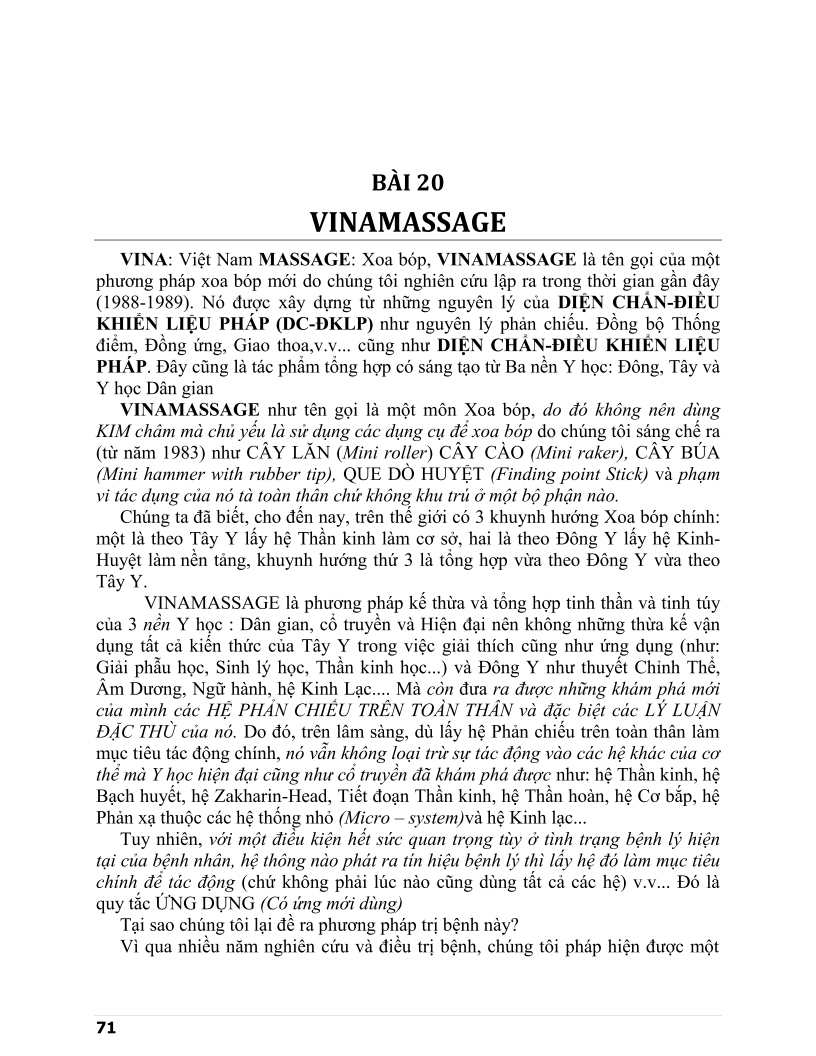 BÀI 20
VINAMASSAGE
VINA: Việt Nam MASSAGE: Xoa bóp, VINAMASSAGE là tên gọi của một
phương pháp xoa bóp mới do chúng tôi nghiên cứu lập ra trong thời gian gần đây
(1988-1989). Nó được xây dựng từ những nguyên lý của DIỆN CHẨN-ĐIỀU
KHIỂN LIỆU PHÁP (DC-ĐKLP) như nguyên lý phản chiếu. Đồng bộ Thống
điểm, Đồng ứng, Giao thoa,v.v... cũng như DIỆN CHẨN-ĐIỀU KHIỂN LIỆU
PHÁP. Đây cũng là tác phẩm tổng hợp có sáng tạo từ Ba nền Y học: Đông, Tây và
Y học Dân gian
VINAMASSAGE như tên gọi là một môn Xoa bóp, do đó không nên dùng
KIM châm mà chủ yếu là sử dụng các dụng cụ để xoa bóp do chúng tôi sáng chế ra
(từ năm 1983) như CÂY LĂN (Mini roller) CÂY CÀO (Mini raker), CÂY BÚA
(Mini hammer with rubber tip), QUE DÒ HUYỆT (Finding point Stick) và phạm
vi tác dụng của nó tà toàn thân chứ không khu trú ở một bộ phận nào.
Chúng ta đã biết, cho đến nay, trên thế giới có 3 khuynh hướng Xoa bóp chính:
một là theo Tây Y lấy hệ Thần kinh làm cơ sở, hai là theo Đông Y lấy hệ Kinh-
Huyệt làm nền tảng, khuynh hướng thứ 3 là tổng hợp vừa theo Đông Y vừa theo
Tây Y.
VINAMASSAGE là phương pháp kế thừa và tổng hợp tinh thần và tinh túy
của 3 nền Y học : Dân gian, cổ truyền và Hiện đại nên không những thừa kế vận
dụng tất cả kiến thức của Tây Y trong việc giải thích cũng như ứng dụng (như:
Giải phẫu học, Sinh lý học, Thần kinh học...) và Đông Y như thuyết Chỉnh Thể,
Âm Dương, Ngữ hành, hệ Kinh Lạc.... Mà còn đưa ra được những khám phá mới
của mình các HỆ PHẢN CHIẾU TRÊN TOÀN THÂN và đặc biệt các LÝ LUẬN
ĐẶC THÙ của nó. Do đó, trên lâm sàng, dù lấy hệ Phản chiếu trên toàn thân làm
mục tiêu tác động chính, nó vẫn không loại trừ sự tác động vào các hệ khác của cơ
thể mà Y học hiện đại cũng như cổ truyền đã khám phá được như: hệ Thần kinh, hệ
Bạch huyết, hệ Zakharin-Head, Tiết đoạn Thần kinh, hệ Thần hoàn, hệ Cơ bắp, hệ
Phản xạ thuộc các hệ thống nhỏ (Micro – system)và hệ Kinh lạc...
Tuy nhiên, với một điều kiện hết sức quan trọng tùy ở tình trạng bệnh lý hiện
tại của bệnh nhân, hệ thông nào phát ra tín hiệu bệnh lý thì lấy hệ đó làm mục tiêu
chính để tác động (chứ không phải lúc nào cũng dùng tất cả các hệ) v.v... Đó là
quy tắc ỨNG DỤNG (Có ứng mới dùng)
Tại sao chúng tôi lại đề ra phương pháp trị bệnh này?
Vì qua nhiều năm nghiên cứu và điều trị bệnh, chúng tôi pháp hiện được một
71